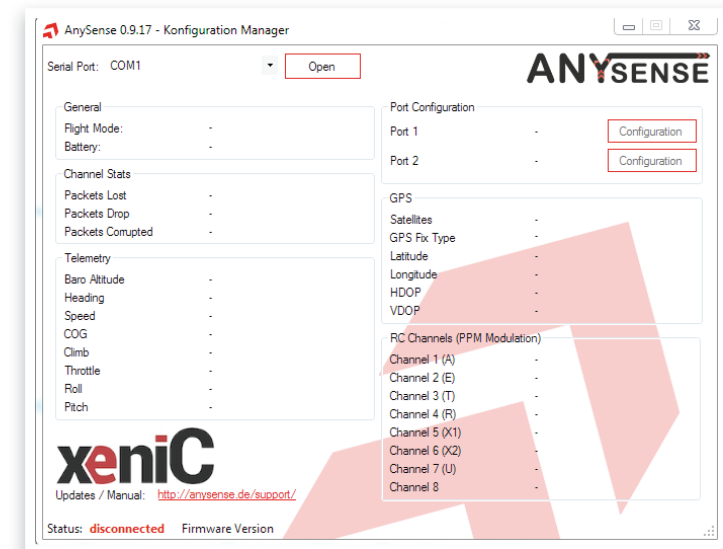 AnySense 0.9.17 - Konfiguration Manager
Serial Port: COM1 Open
ANYSENSE
General
Flight Mode: -
Battery: -
Channel Stats
Packets Lost -
Packets Drop -
Packets Corrupted -
Telemetry
Baro Altitude -
Heading -
Speed -
COG -
Climb -
Throttle -
Roll -
Pitch -
Port Configuration
Port 1 - Configuration
Port 2 - Configuration
GPS
Satellites -
GPS Fix Type -
Latitude -
Longitude -
HDOP -
VDOP -
RC Channels (PPM Modulation)
Channel 1 (A) -
Channel 2 (E) -
Channel 3 (T) -
Channel 4 (R) -
Channel 5 (X1) -
Channel 6 (X2) -
Channel 7 (U) -
Channel 8 -
xeniC
Updates / Manual: http://anysense.de/support/
Status: disconnected Firmware Version